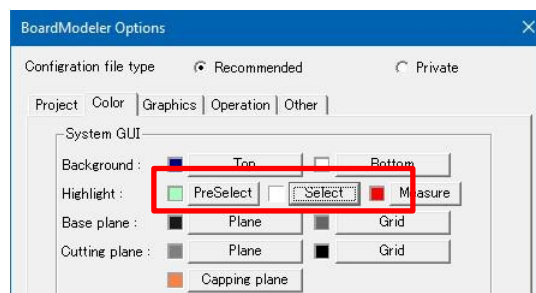 BoardModeler Options
Configration file type Recommended Private
Project Color Graphics Operation Other
System GUI
Background : Top Bottom
Highlight : PreSelect Select Measure
Base plane : Plane Grid
Cutting plane : Plane Grid
Capping plane